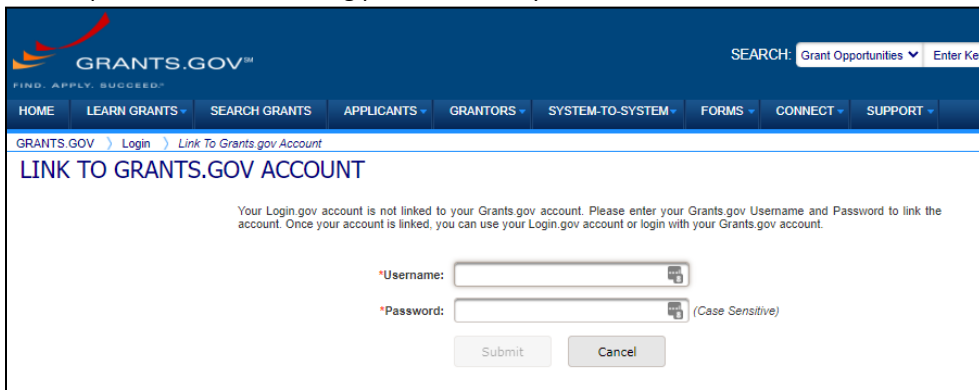 GRANTS.GOV℠
FIND. APPLY. SUCCEED.℠
SEARCH: Grant Opportunities Enter Ke
HOME LEARN GRANTS SEARCH GRANTS APPLICANTS GRANTORS SYSTEM-TO-SYSTEM FORMS CONNECT SUPPORT
GRANTS.GOV 〉 Login 〉 Link To Grants.gov Account
LINK TO GRANTS.GOV ACCOUNT
Your Login.gov account is not linked to your Grants.gov account. Please enter your Grants.gov Username and Password to link the
account. Once your account is linked, you can use your Login.gov account or login with your Grants.gov account.
*Username:
*Password: (Case Sensitive)
Submit Cancel